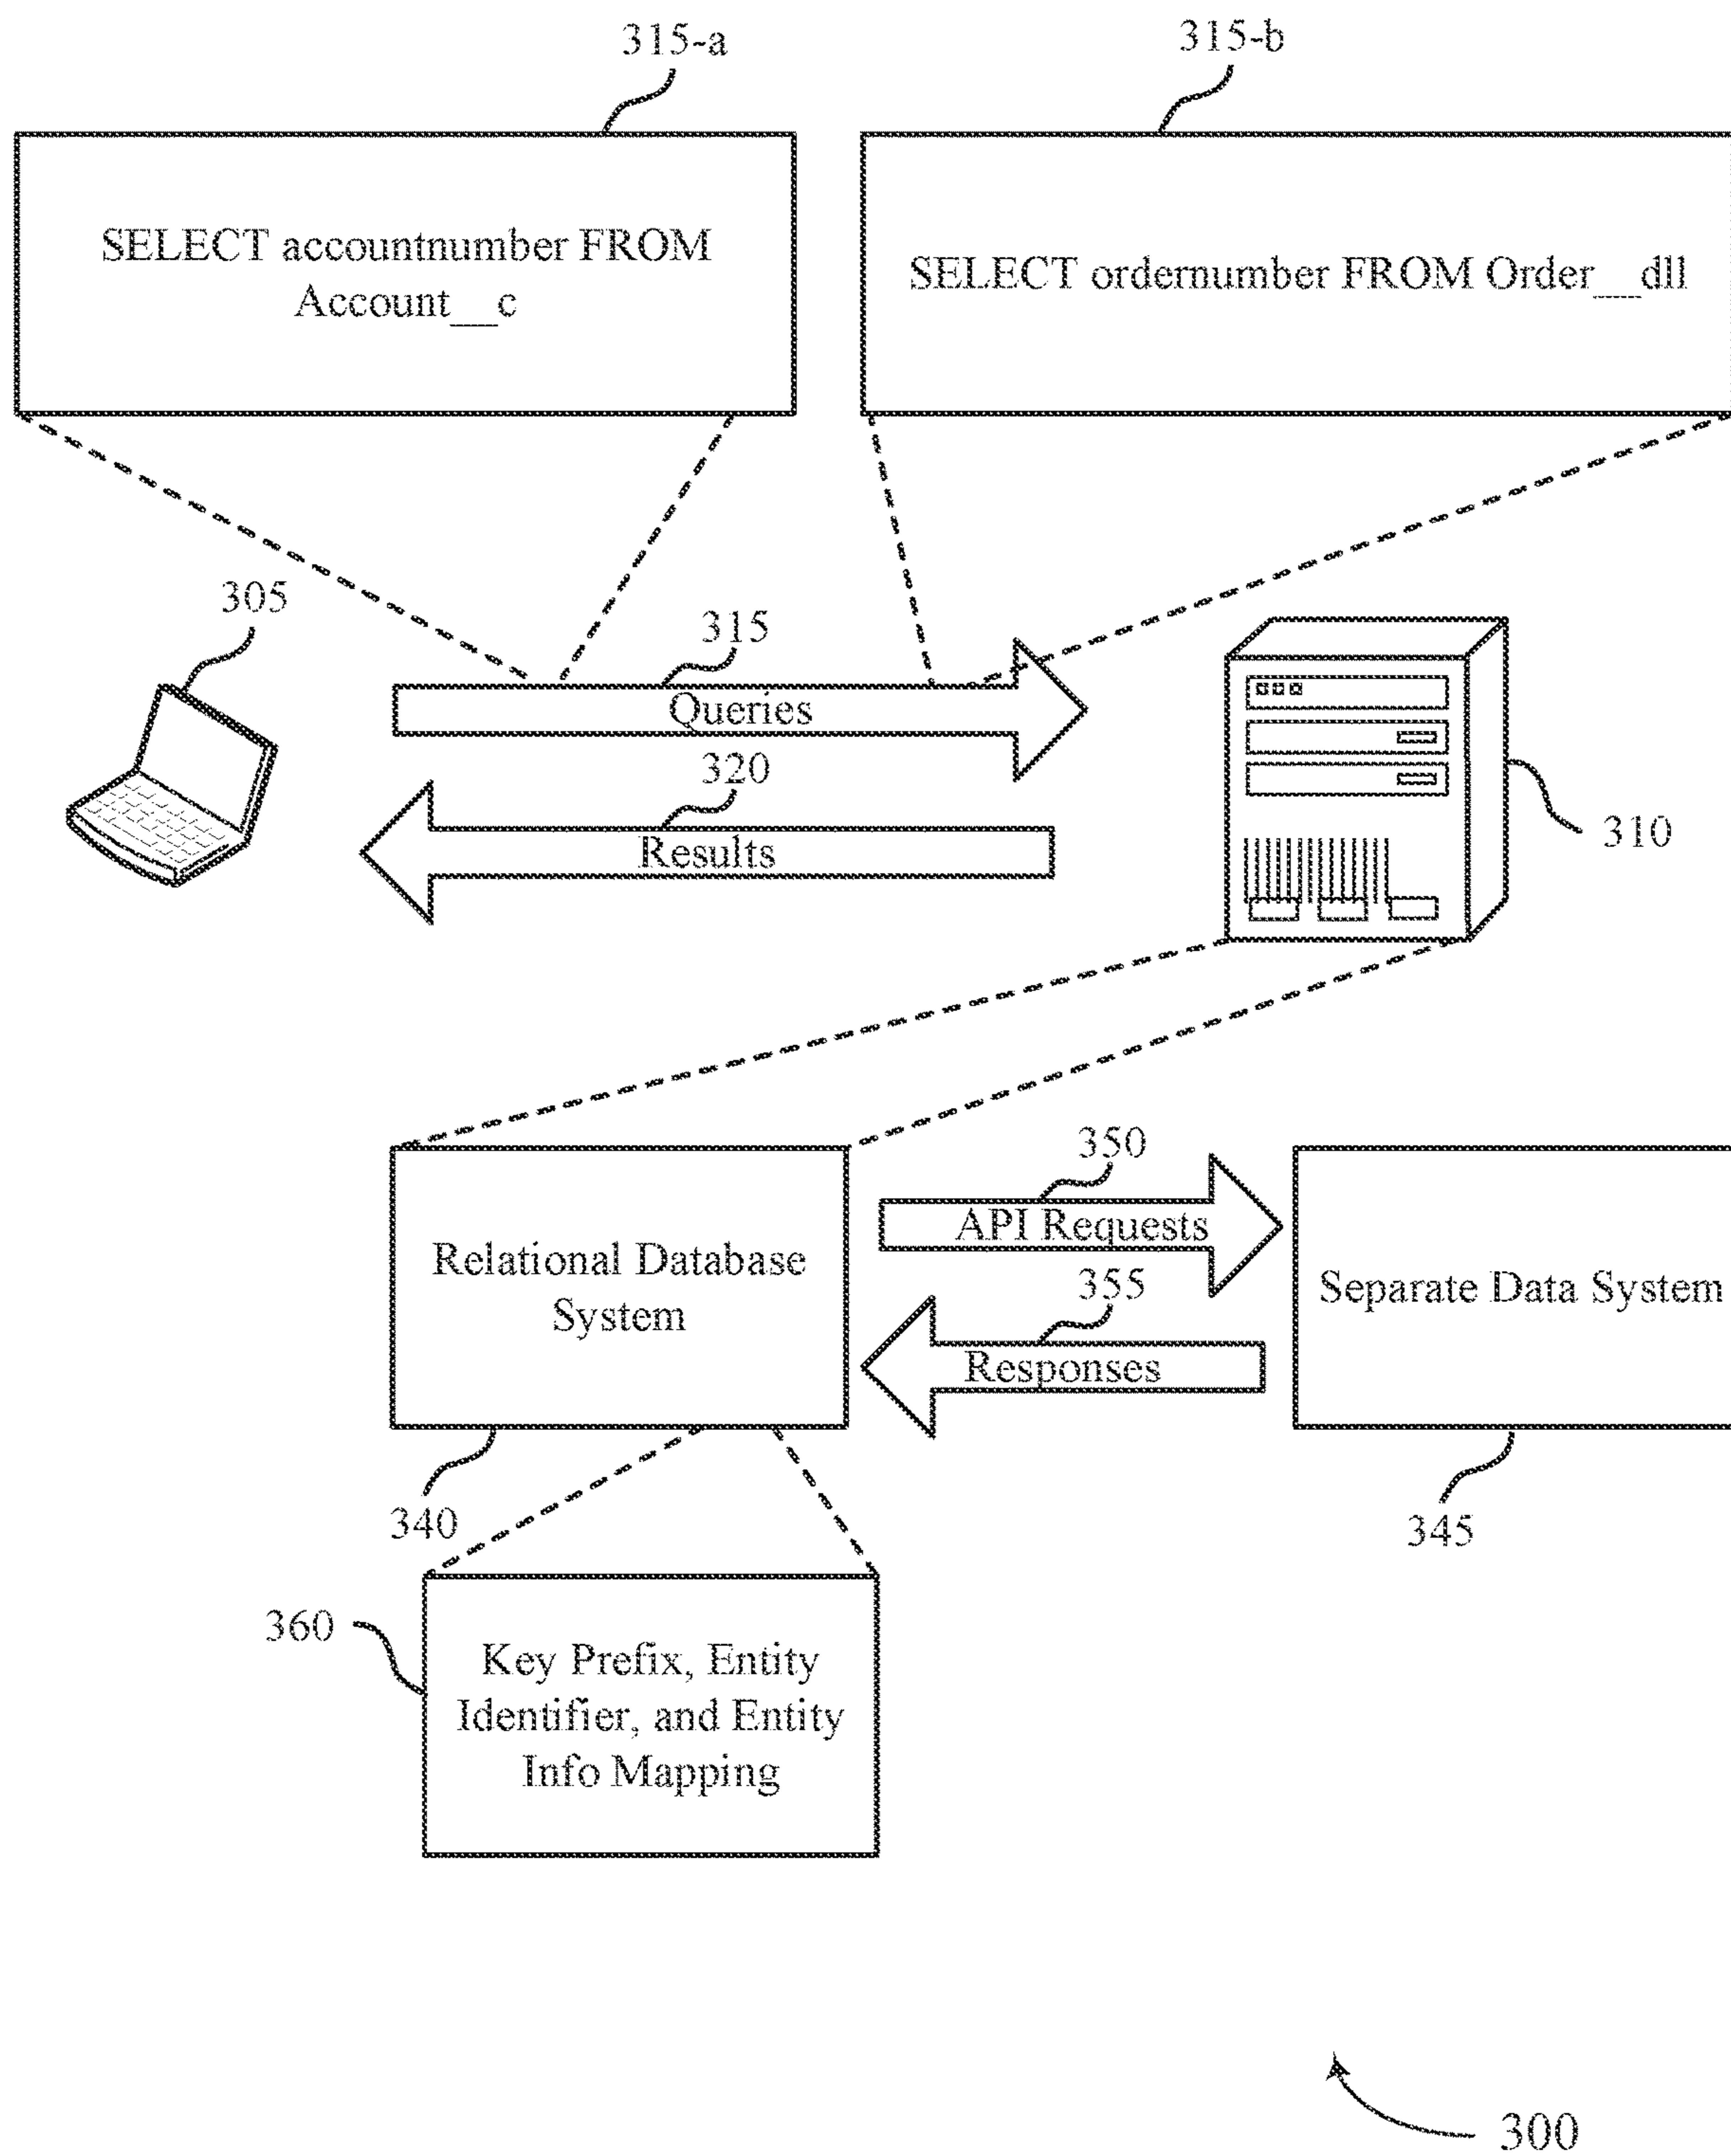 315-a
315-b
SELECT accountnumber FROM
Account__c
SELECT ordernumber FROM Order__dll
305
315
Queries
320
Results
310
350
API Requests
355
Responses
Relational Database
System
Separate Data System
340
345
360
Key Prefix, Entity
Identifier, and Entity
Info Mapping
300